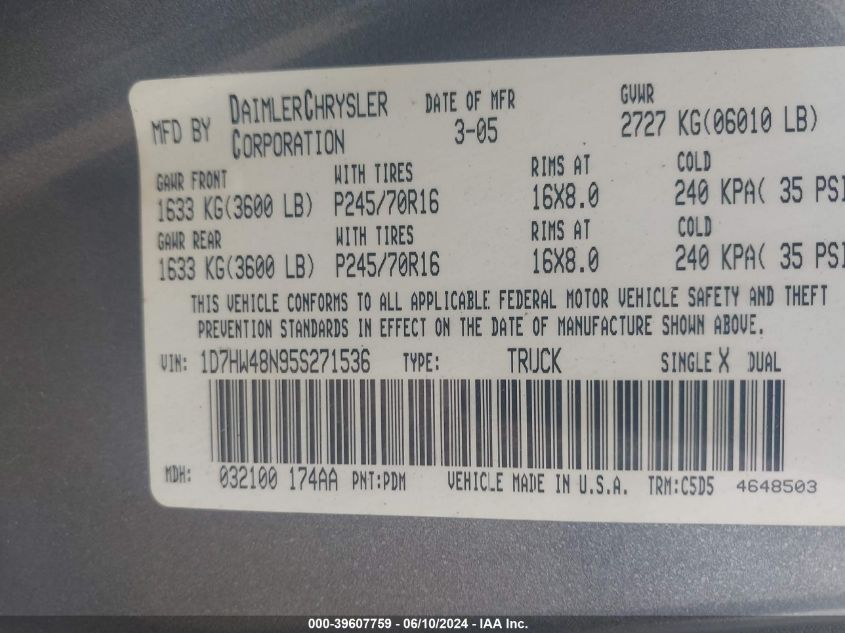 MFD BY DAIMLERCHRYSLER CORPORATION DATE OF MFR 3-05 GVWR 2727 KG(06010 LB)
GAWR FRONT WITH TIRES RIMS AT COLD
1633 KG(3600 LB) P245/70R16 16X8.0 240 KPA( 35 PSI
GAWR REAR WITH TIRES RIMS AT COLD
1633 KG(3600 LB) P245/70R16 16X8.0 240 KPA( 35 PSI
THIS VEHICLE CONFORMS TO ALL APPLICABLE FEDERAL MOTOR VEHICLE SAFETY AND THEFT
PREVENTION STANDARDS IN EFFECT ON THE DATE OF MANUFACTURE SHOWN ABOVE.
VIN: 1D7HW48N95S271536 TYPE: TRUCK SINGLE X DUAL
MDH: 032100 174AA PNT:PDM VEHICLE MADE IN U.S.A. TRM:C5D5 4648503
000-39607759 - 06/10/2024 - IAA Inc.